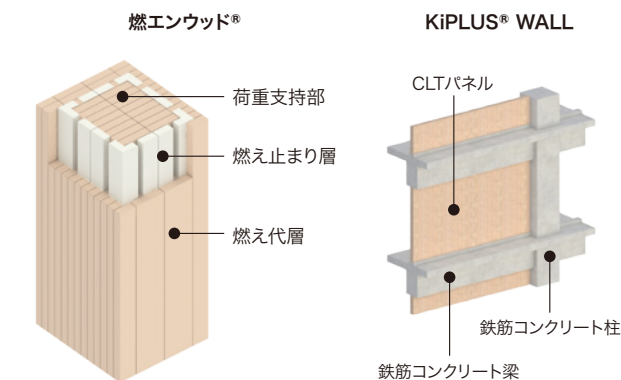 燃エンウッド®
KiPLUS® WALL
荷重支持部
燃え止まり層
燃え代層
CLTパネル
鉄筋コンクリート柱
鉄筋コンクリート梁